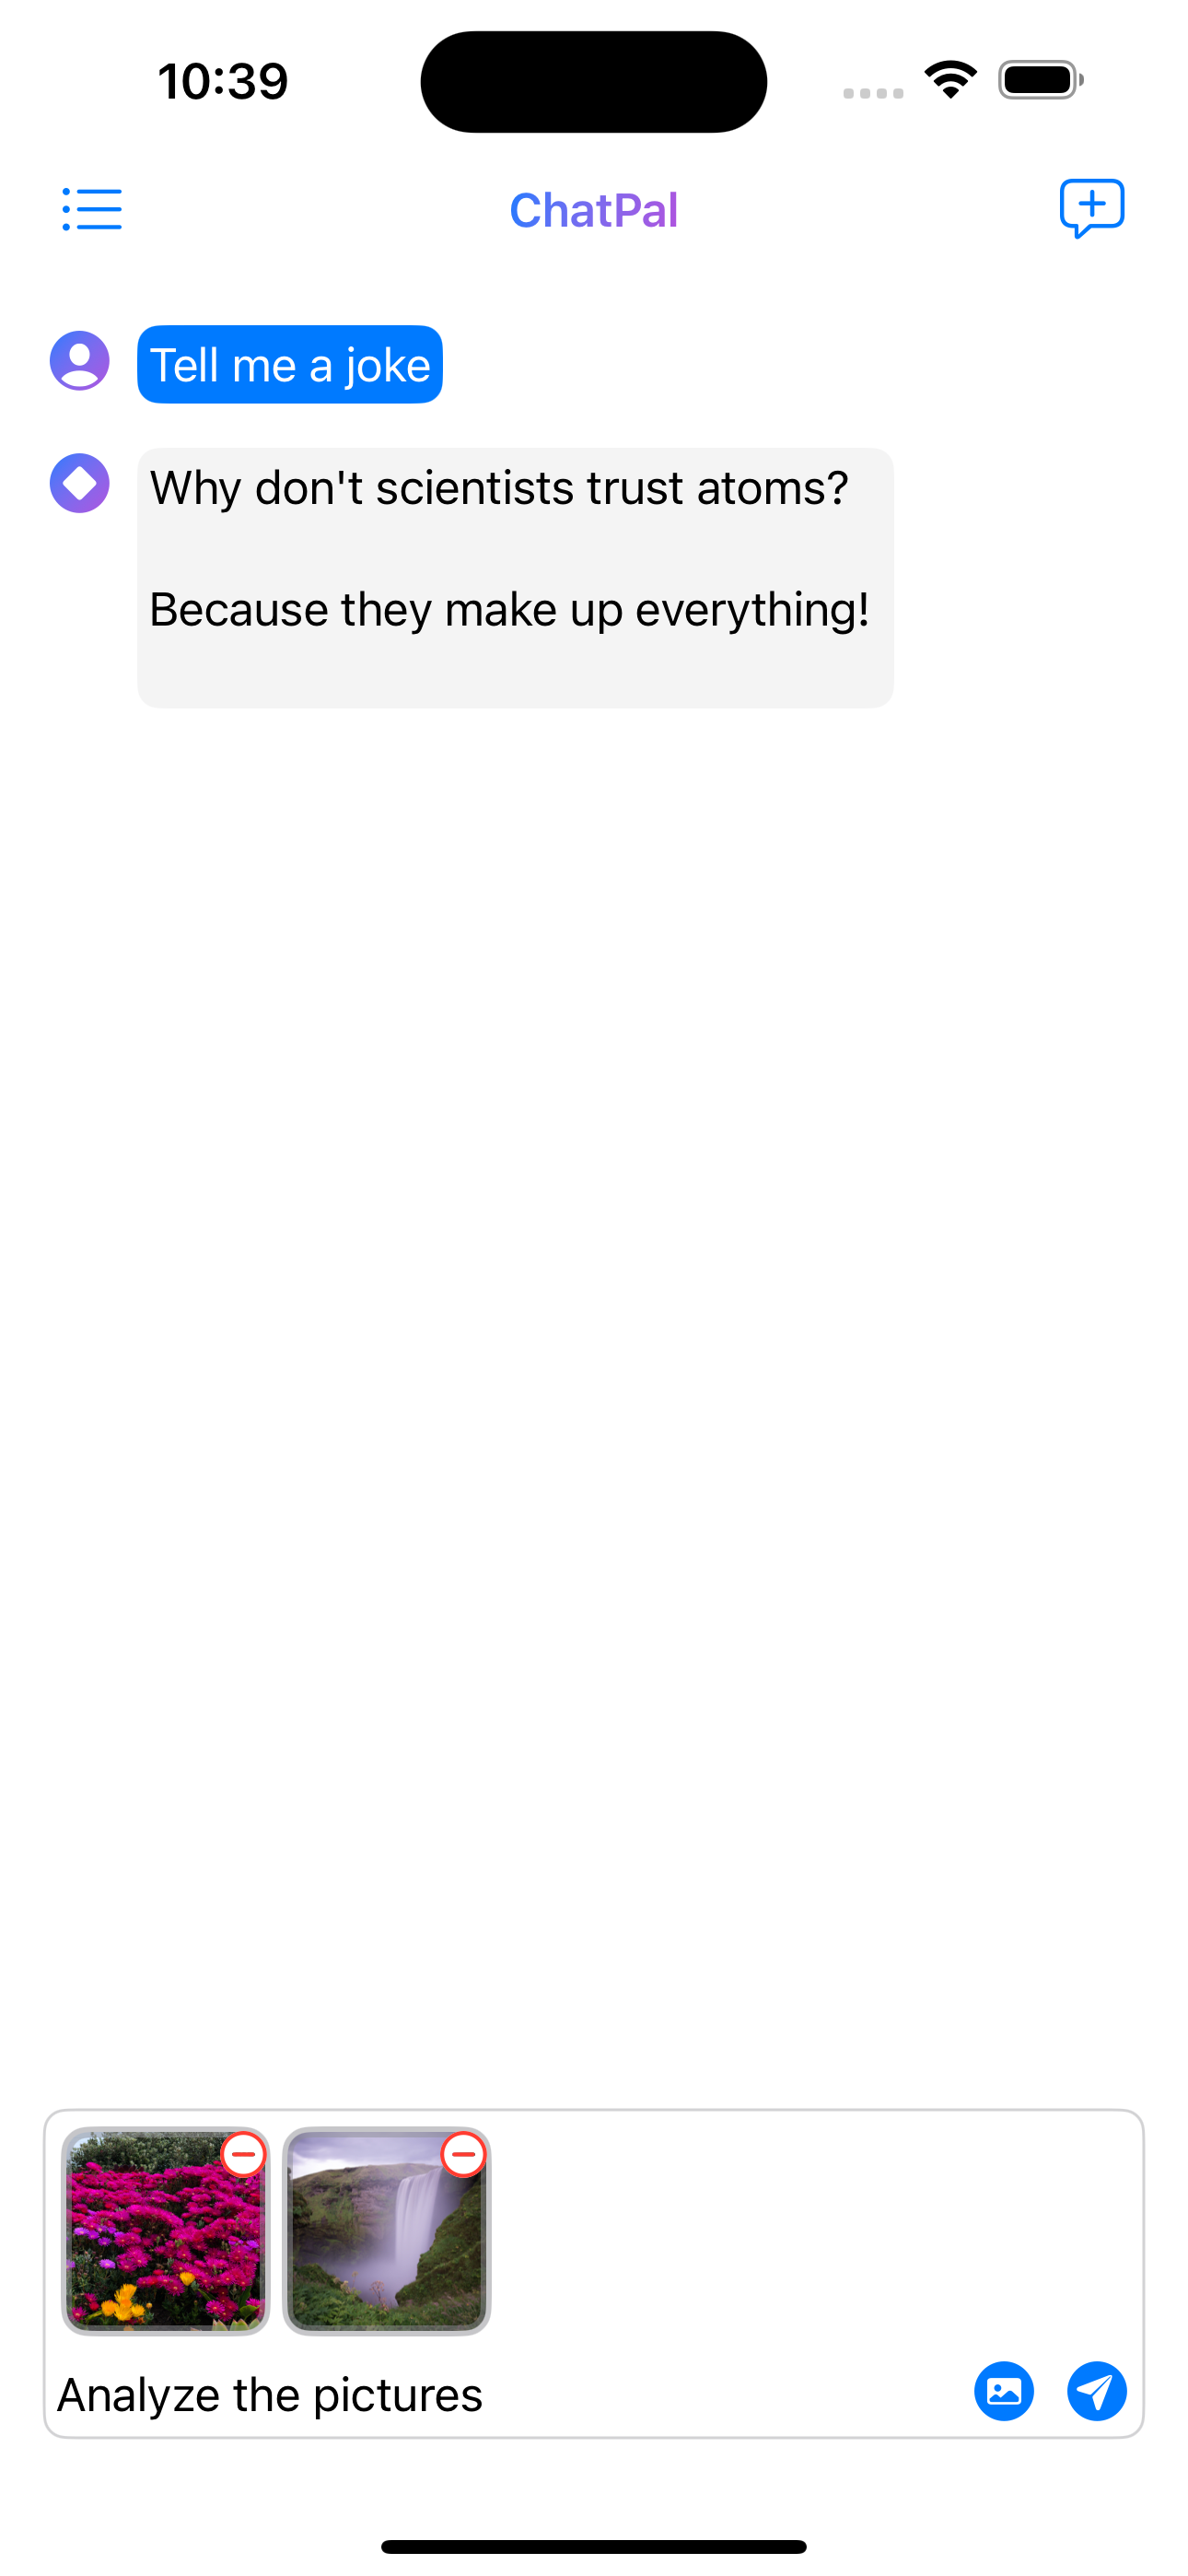 10:39
ChatPal
Tell me a joke
Why don't scientists trust atoms?
Because they make up everything!
Analyze the pictures